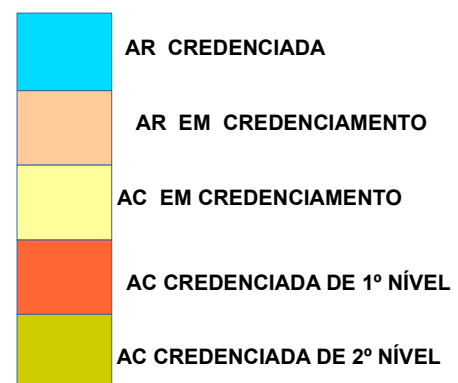 AR CREDENCIADA
AR EM CREDENCIAMENTO
AC EM CREDENCIAMENTO
AC CREDENCIADA DE 1º NÍVEL
AC CREDENCIADA DE 2º NÍVEL